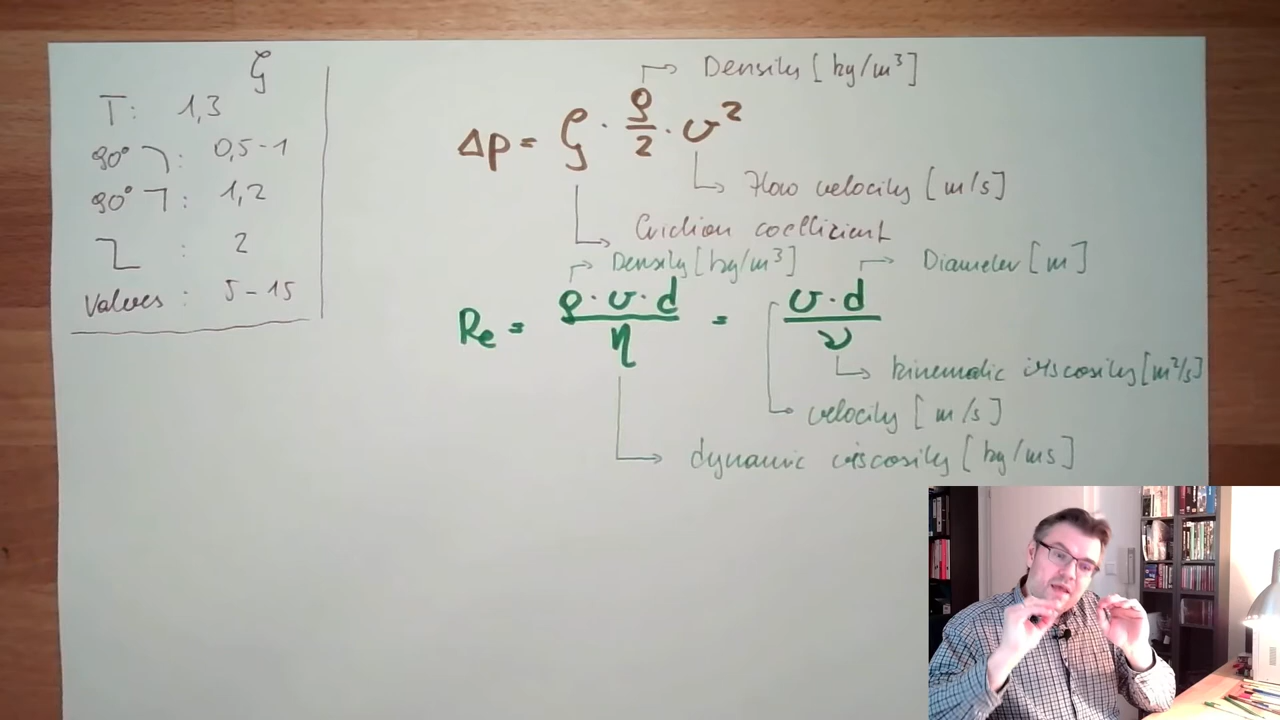 ζ
T: 1,3
90° : 0,5-1
90° : 1,2
: 2
Valves : 5-15
Density [kg/m³]
Δp = ζ · ρ/2 · v²
Flow velocity [m/s]
Friction coefficient
Density [kg/m³]
Diameter [m]
Re = ρ·v·d/η = v·d/ν
kinematic viscosity [m²/s]
velocity [m/s]
dynamic viscosity [kg/ms]